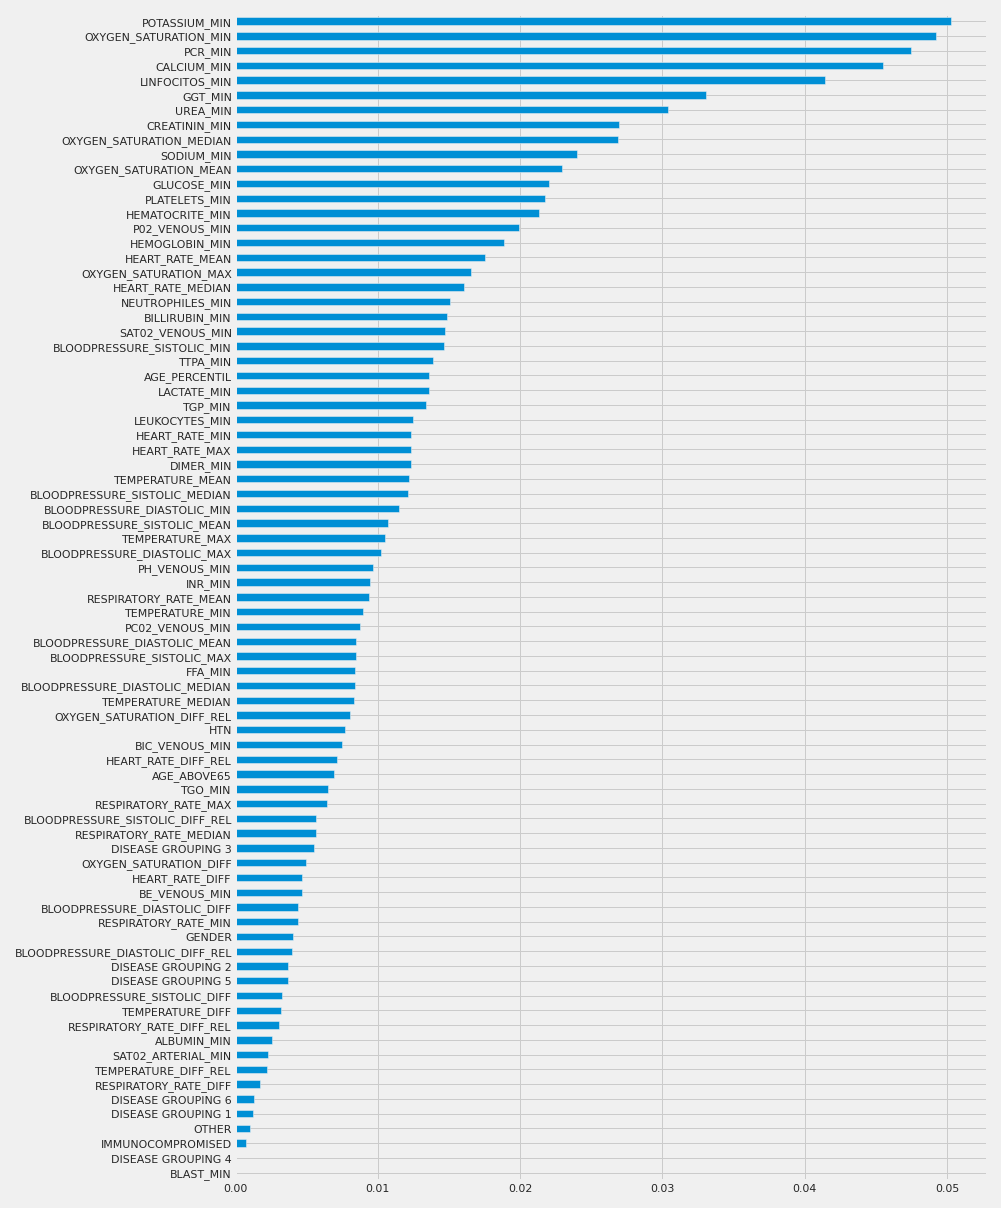 POTASSIUM_MIN
OXYGEN_SATURATION_MIN
PCR_MIN
CALCIUM_MIN
LINFOCITOS_MIN
GGT_MIN
UREA_MIN
CREATININ_MIN
OXYGEN_SATURATION_MEDIAN
SODIUM_MIN
OXYGEN_SATURATION_MEAN
GLUCOSE_MIN
PLATELETS_MIN
HEMATOCRITE_MIN
P02_VENOUS_MIN
HEMOGLOBIN_MIN
HEART_RATE_MEAN
OXYGEN_SATURATION_MAX
HEART_RATE_MEDIAN
NEUTROPHILES_MIN
BILLIRUBIN_MIN
SAT02_VENOUS_MIN
BLOODPRESSURE_SISTOLIC_MIN
TTPA_MIN
AGE_PERCENTIL
LACTATE_MIN
TGP_MIN
LEUKOCYTES_MIN
HEART_RATE_MIN
HEART_RATE_MAX
DIMER_MIN
TEMPERATURE_MEAN
BLOODPRESSURE_SISTOLIC_MEDIAN
BLOODPRESSURE_DIASTOLIC_MIN
BLOODPRESSURE_SISTOLIC_MEAN
TEMPERATURE_MAX
BLOODPRESSURE_DIASTOLIC_MAX
PH_VENOUS_MIN
INR_MIN
RESPIRATORY_RATE_MEAN
TEMPERATURE_MIN
PC02_VENOUS_MIN
BLOODPRESSURE_DIASTOLIC_MEAN
BLOODPRESSURE_SISTOLIC_MAX
FFA_MIN
BLOODPRESSURE_DIASTOLIC_MEDIAN
TEMPERATURE_MEDIAN
OXYGEN_SATURATION_DIFF_REL
HTN
BIC_VENOUS_MIN
HEART_RATE_DIFF_REL
AGE_ABOVE65
TGO_MIN
RESPIRATORY_RATE_MAX
BLOODPRESSURE_SISTOLIC_DIFF_REL
RESPIRATORY_RATE_MEDIAN
DISEASE GROUPING 3
OXYGEN_SATURATION_DIFF
HEART_RATE_DIFF
BE_VENOUS_MIN
BLOODPRESSURE_DIASTOLIC_DIFF
RESPIRATORY_RATE_MIN
GENDER
BLOODPRESSURE_DIASTOLIC_DIFF_REL
DISEASE GROUPING 2
DISEASE GROUPING 5
BLOODPRESSURE_SISTOLIC_DIFF
TEMPERATURE_DIFF
RESPIRATORY_RATE_DIFF_REL
ALBUMIN_MIN
SAT02_ARTERIAL_MIN
TEMPERATURE_DIFF_REL
RESPIRATORY_RATE_DIFF
DISEASE GROUPING 6
DISEASE GROUPING 1
OTHER
IMMUNOCOMPROMISED
DISEASE GROUPING 4
BLAST_MIN
0.00 0.01 0.02 0.03 0.04 0.05